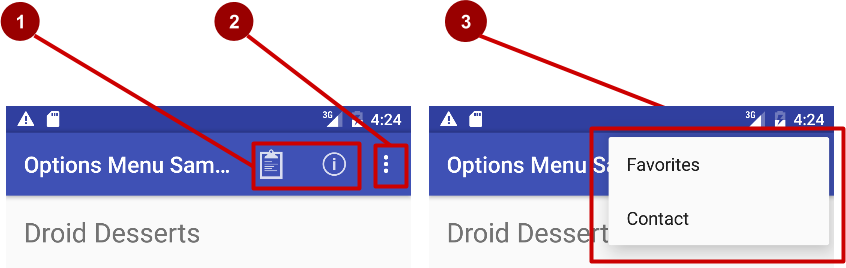 1
2
3
3G 4:24
Options Menu Sam...
i
Droid Desserts
3G 4:24
Options Menu Sa
Favorites
Contact
Droid Dessert